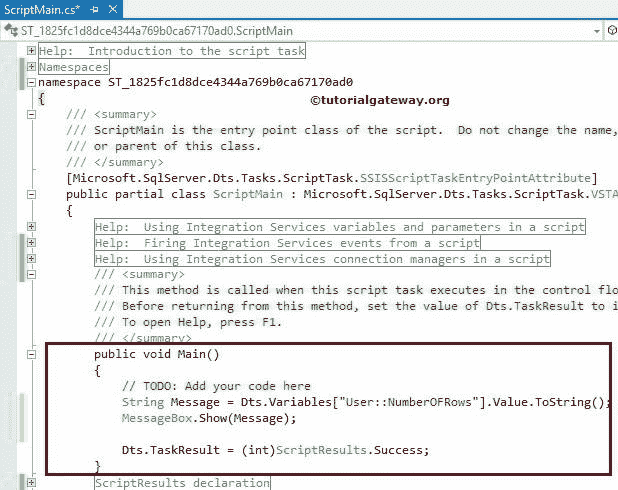 ScriptMain.cs*
ST_1825fc1d8dce4344a769b0ca67170ad0.ScriptMain
Help:  Introduction to the script task
Namespaces
namespace ST_1825fc1d8dce4344a769b0ca67170ad0
{
©tutorialgateway.org
/// <summary>
/// ScriptMain is the entry point class of the script.  Do not change the name,
/// or parent of this class.
/// </summary>
[Microsoft.SqlServer.Dts.Tasks.ScriptTask.SSISScriptTaskEntryPointAttribute]
public partial class ScriptMain : Microsoft.SqlServer.Dts.Tasks.ScriptTask.VSTA
{
Help:  Using Integration Services variables and parameters in a script
Help:  Firing Integration Services events from a script
Help:  Using Integration Services connection managers in a script
/// <summary>
/// This method is called when this script task executes in the control flo
/// Before returning from this method, set the value of Dts.TaskResult to i
/// To open Help, press F1.
/// </summary>
public void Main()
{
// TODO: Add your code here
String Message = Dts.Variables["User::NumberOFRows"].Value.ToString();
MessageBox.Show(Message);
Dts.TaskResult = (int)ScriptResults.Success;
}
ScriptResults declaration